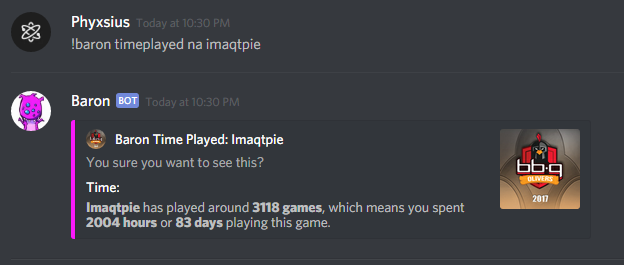 Phyxsius Today at 10:30 PM
!baron timeplayed na imaqtpie
Baron BOT Today at 10:30 PM
Baron Time Played: Imaqtpie
You sure you want to see this?
Time:
Imaqtpie has played around 3118 games, which means you spent
2004 hours or 83 days playing this game.
bb.q
OLIVERS
2017